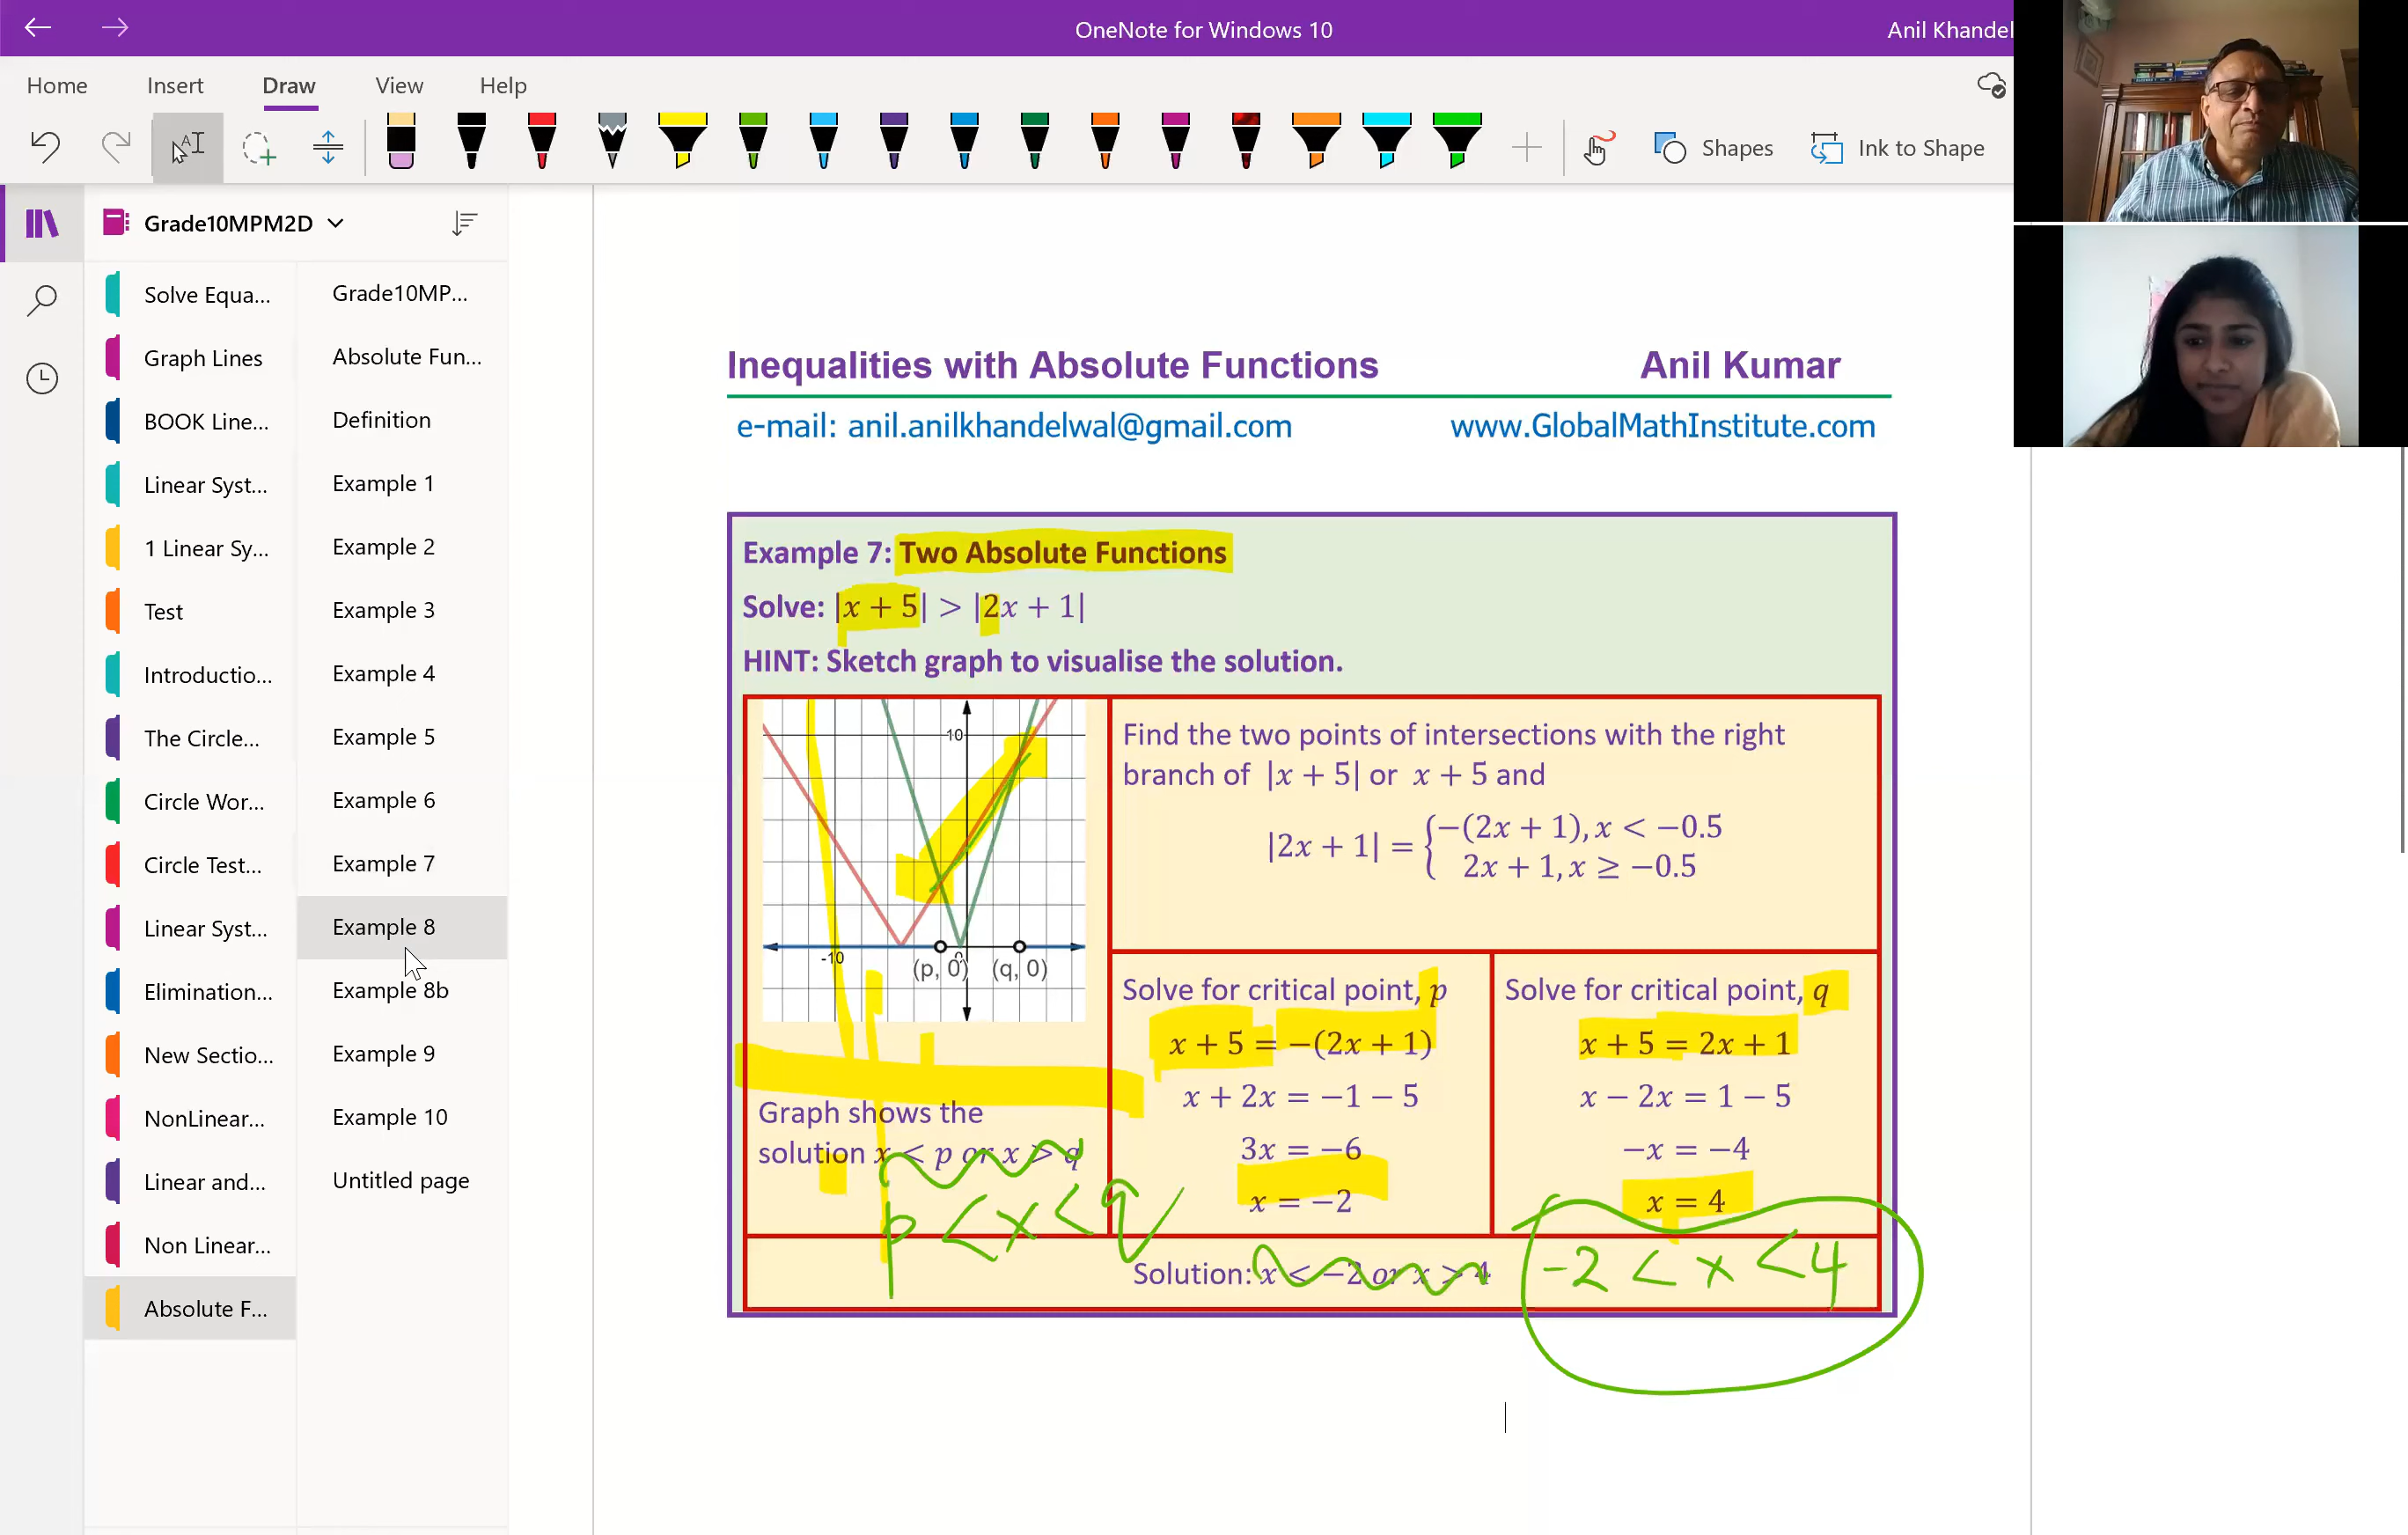 OneNote for Windows 10
Anil Khandel
Home Insert Draw View Help
Shapes Ink to Shape
Grade10MPM2D
Solve Equa...
Graph Lines
BOOK Line...
Linear Syst...
1 Linear Sy...
Test
Introductio...
The Circle...
Circle Wor...
Circle Test...
Linear Syst...
Elimination...
New Sectio...
NonLinear...
Linear and...
Non Linear...
Absolute F...
Grade10MP...
Absolute Fun...
Definition
Example 1
Example 2
Example 3
Example 4
Example 5
Example 6
Example 7
Example 8
Example 8b
Example 9
Example 10
Untitled page
Inequalities with Absolute Functions Anil Kumar
e-mail: anil.anilkhandelwal@gmail.com www.GlobalMathInstitute.com
Example 7: Two Absolute Functions
Solve: |x + 5| > |2x + 1|
HINT: Sketch graph to visualise the solution.
10
-10 0
(p, 0) (q, 0)
Graph shows the
solution x < p or x > q
p < x < q
Find the two points of intersections with the right
branch of |x + 5| or x + 5 and
|2x + 1| = { −(2x + 1), x < −0.5
2x + 1, x ≥ −0.5
Solve for critical point, p
x + 5 = −(2x + 1)
x + 2x = −1 − 5
3x = −6
x = −2
Solve for critical point, q
x + 5 = 2x + 1
x − 2x = 1 − 5
−x = −4
x = 4
Solution: x < −2 or x > 4
-2 < x < 4